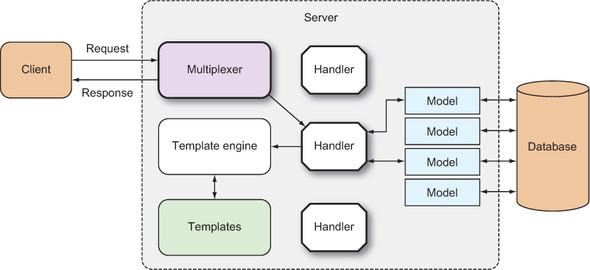 Server
Request
Client
Multiplexer
Handler
Response
Model
Model
Template engine
Handler
Database
Model
Model
Templates
Handler